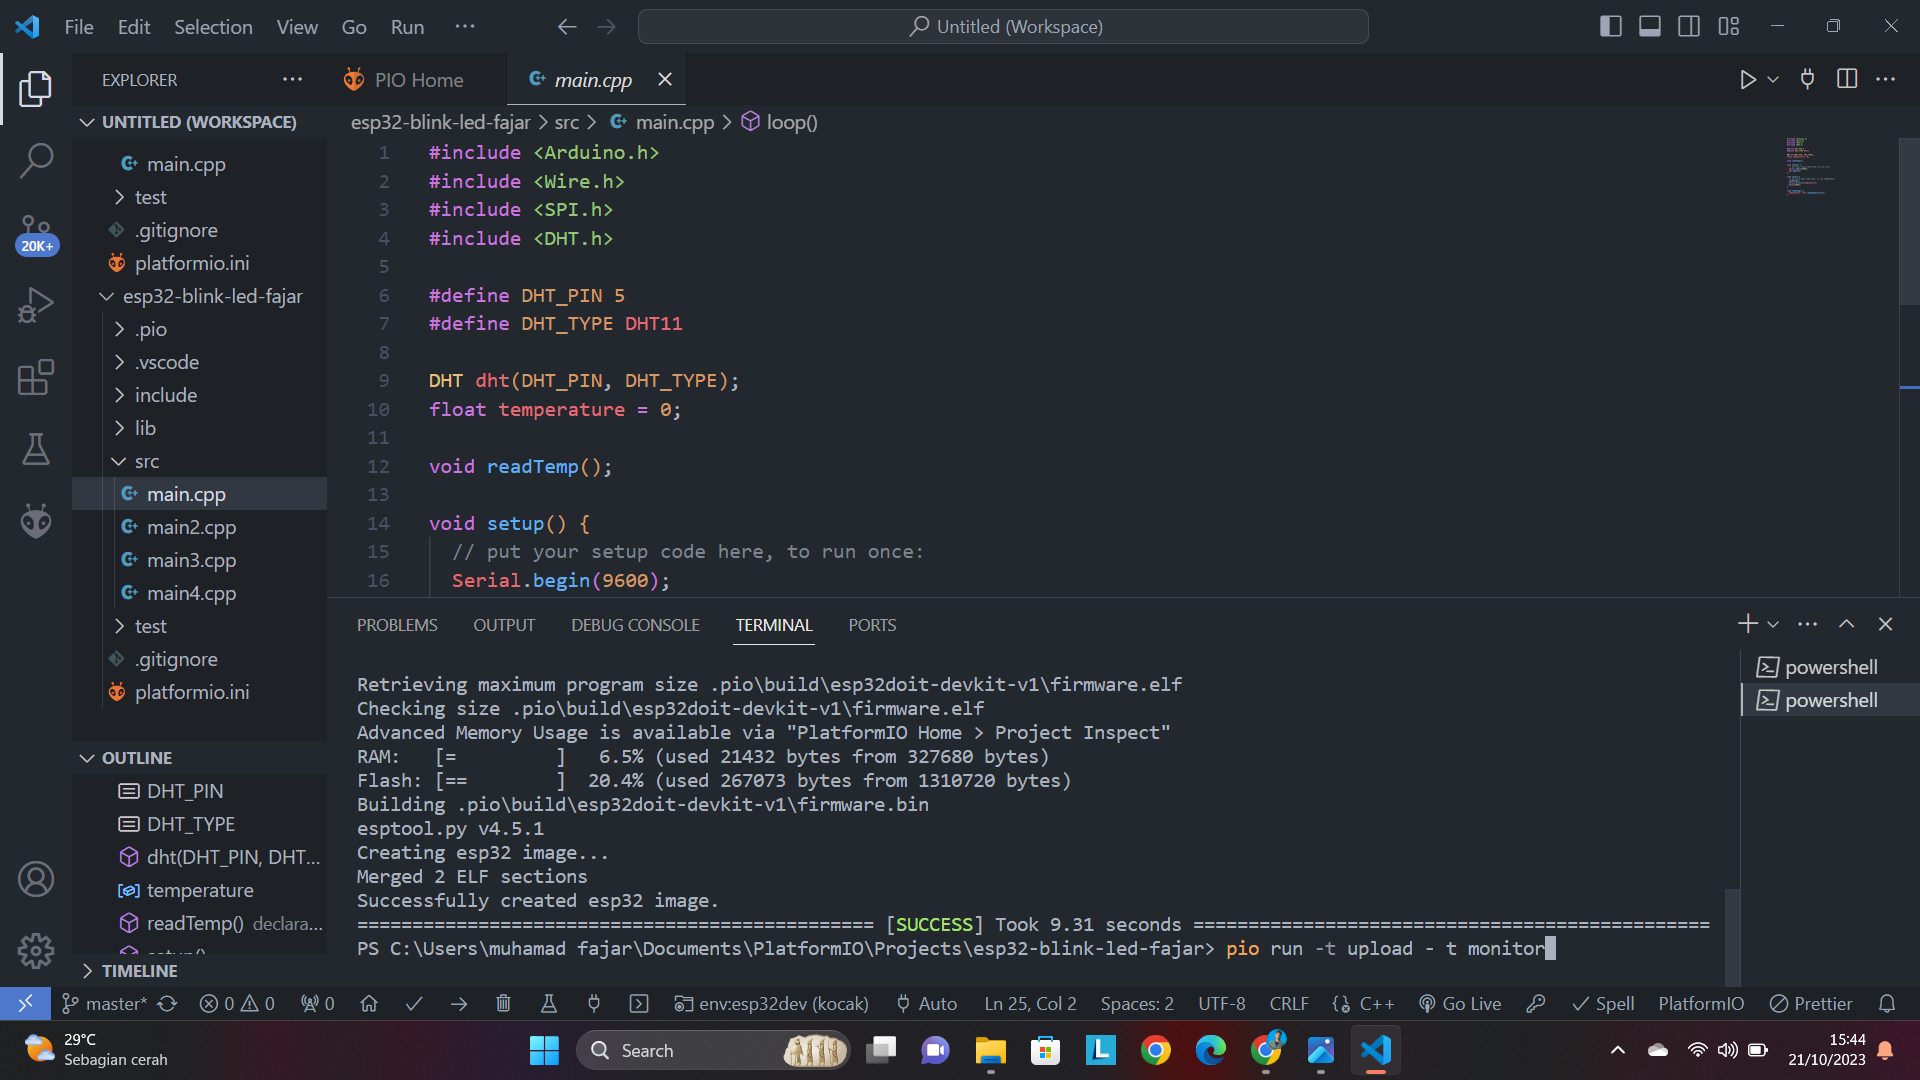 File Edit Selection View Go Run ··· Untitled (Workspace)
EXPLORER
PIO Home
main.cpp
UNTITLED (WORKSPACE)
main.cpp
test
.gitignore
platformio.ini
esp32-blink-led-fajar
.pio
.vscode
include
lib
src
main.cpp
main2.cpp
main3.cpp
main4.cpp
test
.gitignore
platformio.ini
OUTLINE
DHT_PIN
DHT_TYPE
dht(DHT_PIN, DHT...
temperature
readTemp() declara...
TIMELINE
20K+
esp32-blink-led-fajar > src > main.cpp > loop()
1 #include <Arduino.h>
2 #include <Wire.h>
3 #include <SPI.h>
4 #include <DHT.h>
5
6 #define DHT_PIN 5
7 #define DHT_TYPE DHT11
8
9 DHT dht(DHT_PIN, DHT_TYPE);
10 float temperature = 0;
11
12 void readTemp();
13
14 void setup() {
15 // put your setup code here, to run once:
16 Serial.begin(9600);
PROBLEMS OUTPUT DEBUG CONSOLE TERMINAL PORTS
Retrieving maximum program size .pio\build\esp32doit-devkit-v1\firmware.elf
Checking size .pio\build\esp32doit-devkit-v1\firmware.elf
Advanced Memory Usage is available via "PlatformIO Home > Project Inspect"
RAM: [= ] 6.5% (used 21432 bytes from 327680 bytes)
Flash: [== ] 20.4% (used 267073 bytes from 1310720 bytes)
Building .pio\build\esp32doit-devkit-v1\firmware.bin
esptool.py v4.5.1
Creating esp32 image...
Merged 2 ELF sections
Successfully created esp32 image.
=============================================== [SUCCESS] Took 9.31 seconds ===============================================
PS C:\Users\muhamad fajar\Documents\PlatformIO\Projects\esp32-blink-led-fajar> pio run -t upload - t monitor
powershell
powershell
master* 0 0 0 env:esp32dev (kocak) Auto Ln 25, Col 2 Spaces: 2 UTF-8 CRLF {} C++ Go Live Spell PlatformIO Prettier
29°C
Sebagian cerah
Search
15:44
21/10/2023